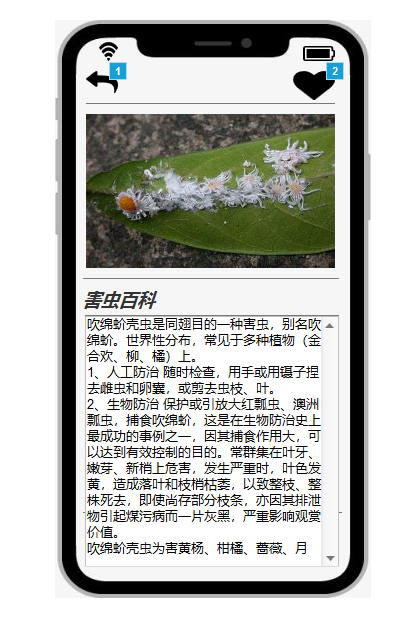 1
2
害虫百科
吹绵蚧壳虫是同翅目的一种害虫，别名吹
绵蚧。世界性分布，常见于多种植物（金
合欢、柳、橘）上。
1、人工防治 随时检查，用手或用镊子捏
去雌虫和卵囊，或剪去虫枝、叶。
2、生物防治 保护或引放大红瓢虫、澳洲
瓢虫，捕食吹绵蚧，这是在生物防治史上
最成功的事例之一，因其捕食作用大，可
以达到有效控制的目的。常群集在叶牙、
嫩芽、新梢上危害，发生严重时，叶色发
黄，造成落叶和枝梢枯萎，以致整枝、整
株死去，即使尚存部分枝条，亦因其排泄
物引起煤污病而一片灰黑，严重影响观赏
价值。
吹绵蚧壳虫为害黄杨、柑橘、蔷薇、月